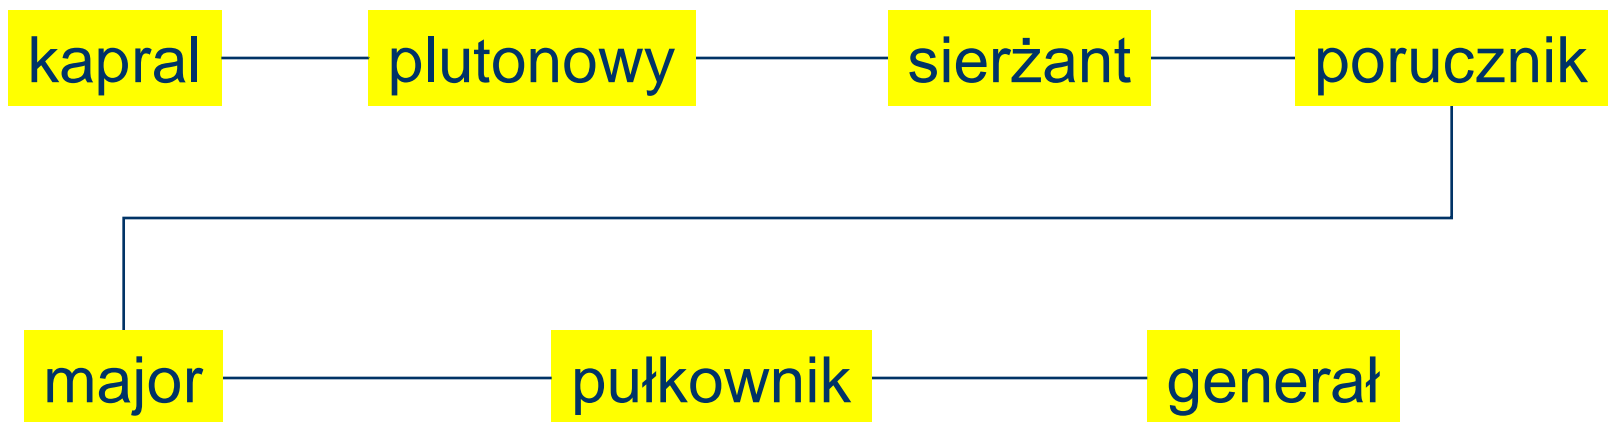 kapral plutonowy sierżant porucznik
major pułkownik generał